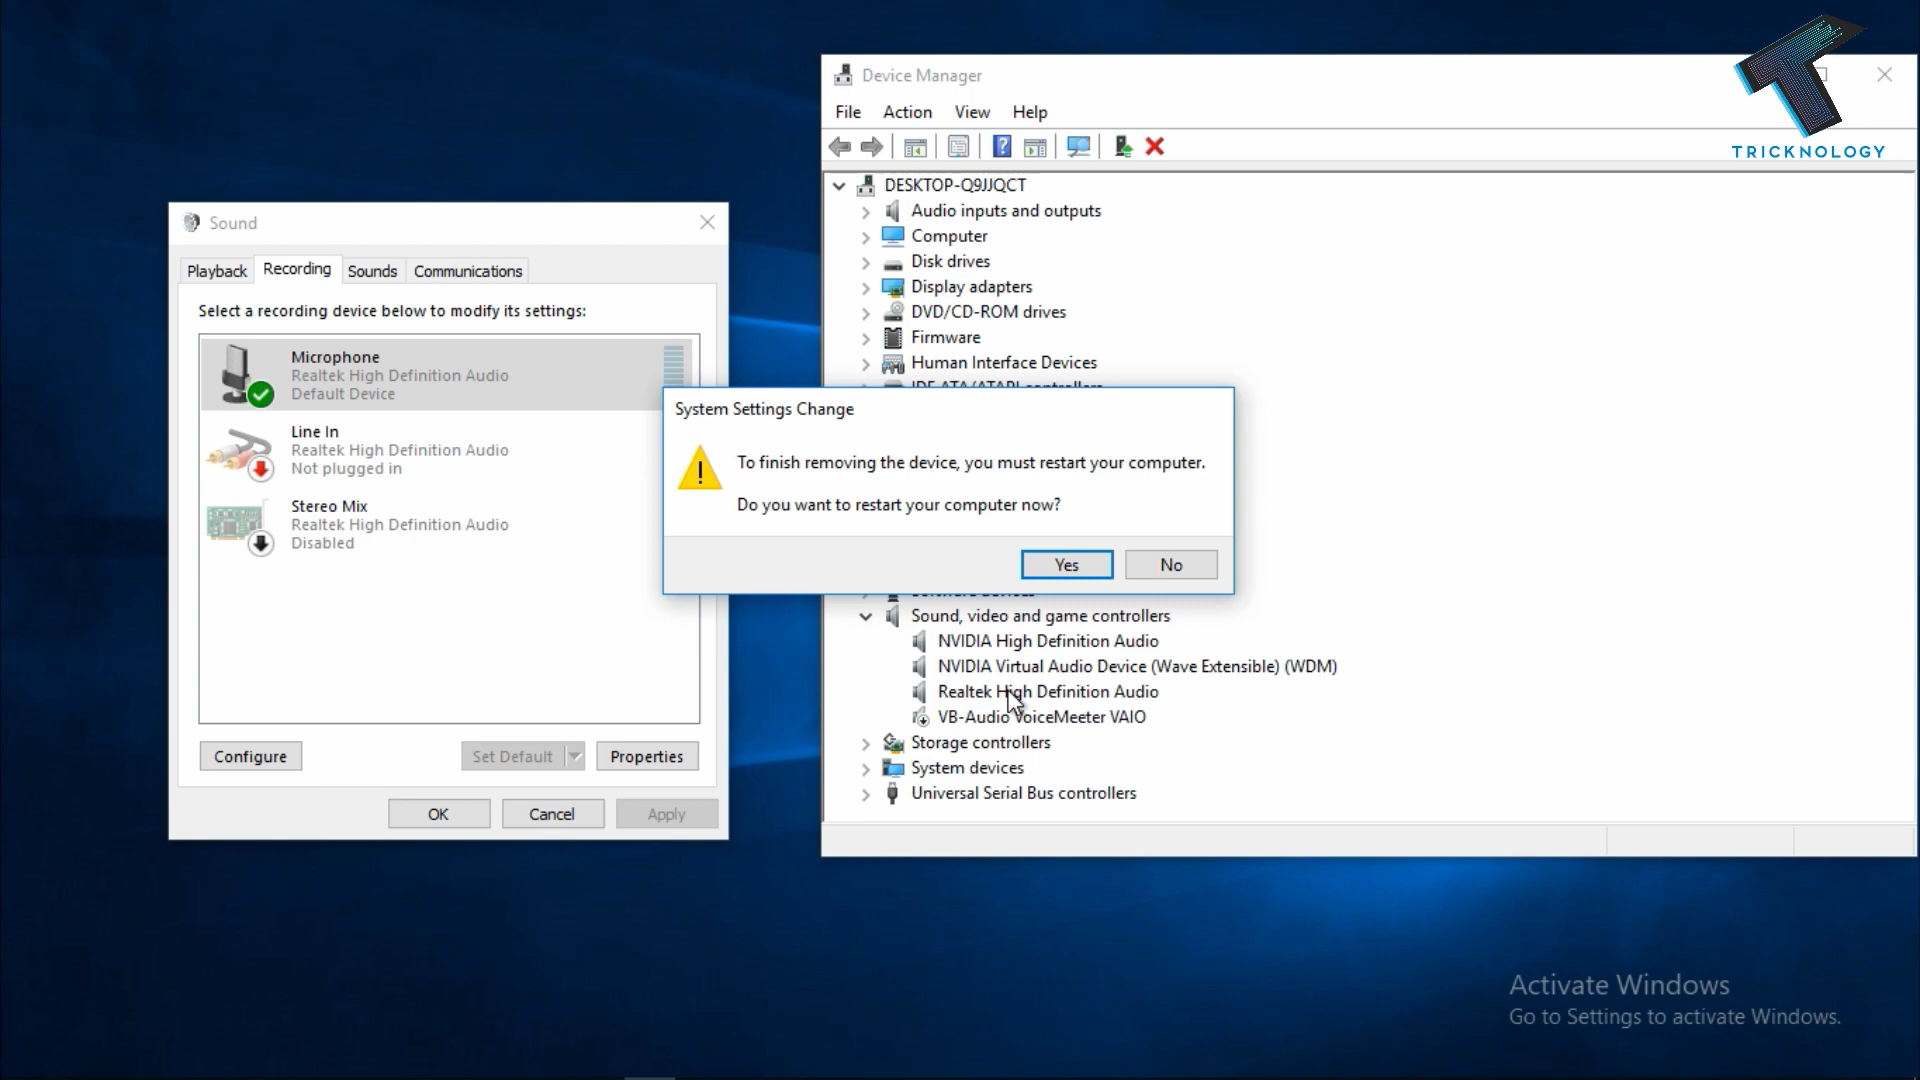 Sound
Playback
Recording
Sounds
Communications
Select a recording device below to modify its settings:
Microphone
Realtek High Definition Audio
Default Device
Line In
Realtek High Definition Audio
Not plugged in
Stereo Mix
Realtek High Definition Audio
Disabled
Configure
Set Default
Properties
OK
Cancel
Apply
Device Manager
File
Action
View
Help
TRICKNOLOGY
DESKTOP-Q9JJQCT
Audio inputs and outputs
Computer
Disk drives
Display adapters
DVD/CD-ROM drives
Firmware
Human Interface Devices
IDE ATA/ATAPI controllers
System Settings Change
To finish removing the device, you must restart your computer.
Do you want to restart your computer now?
Yes
No
Software devices
Sound, video and game controllers
NVIDIA High Definition Audio
NVIDIA Virtual Audio Device (Wave Extensible) (WDM)
Realtek High Definition Audio
VB-Audio VoiceMeeter VAIO
Storage controllers
System devices
Universal Serial Bus controllers
Activate Windows
Go to Settings to activate Windows.